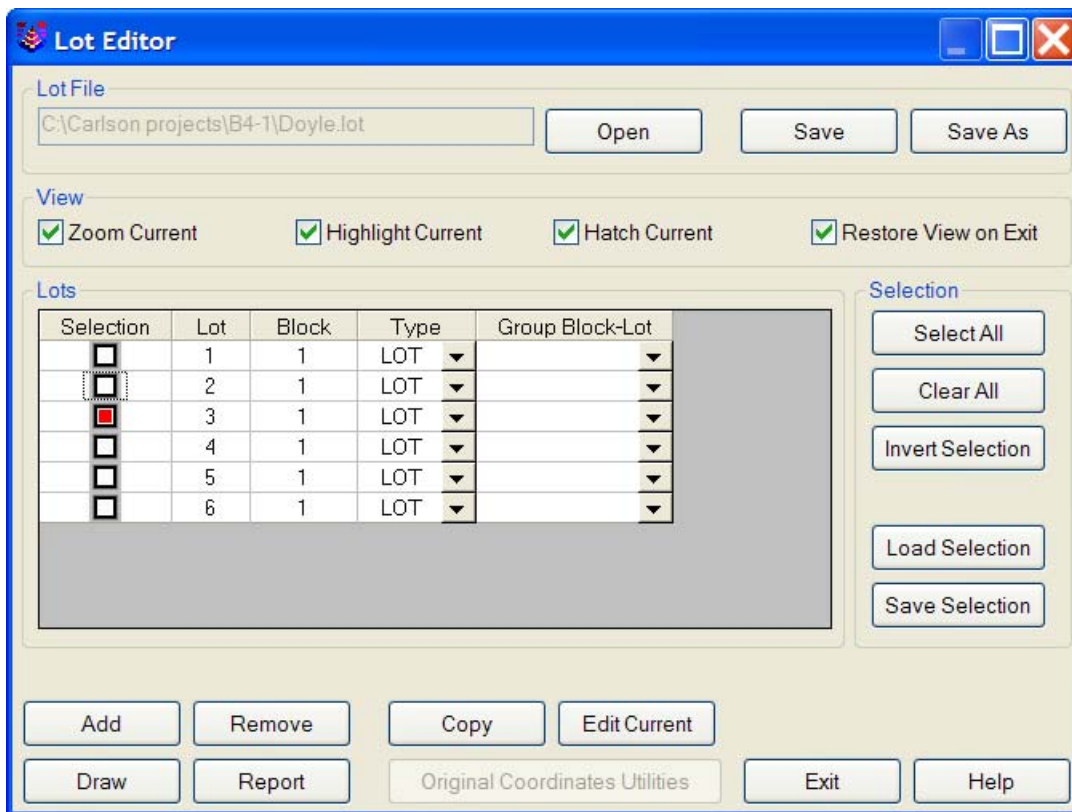 Lot Editor
Lot File
C:\Carlson projects\B4-1\Doyle.lot Open Save Save As
View
Zoom Current Highlight Current Hatch Current Restore View on Exit
Lots
Selection Lot Block Type Group Block-Lot
1 1 LOT
2 1 LOT
3 1 LOT
4 1 LOT
5 1 LOT
6 1 LOT
Selection
Select All
Clear All
Invert Selection
Load Selection
Save Selection
Add Remove Copy Edit Current
Draw Report Original Coordinates Utilities Exit Help